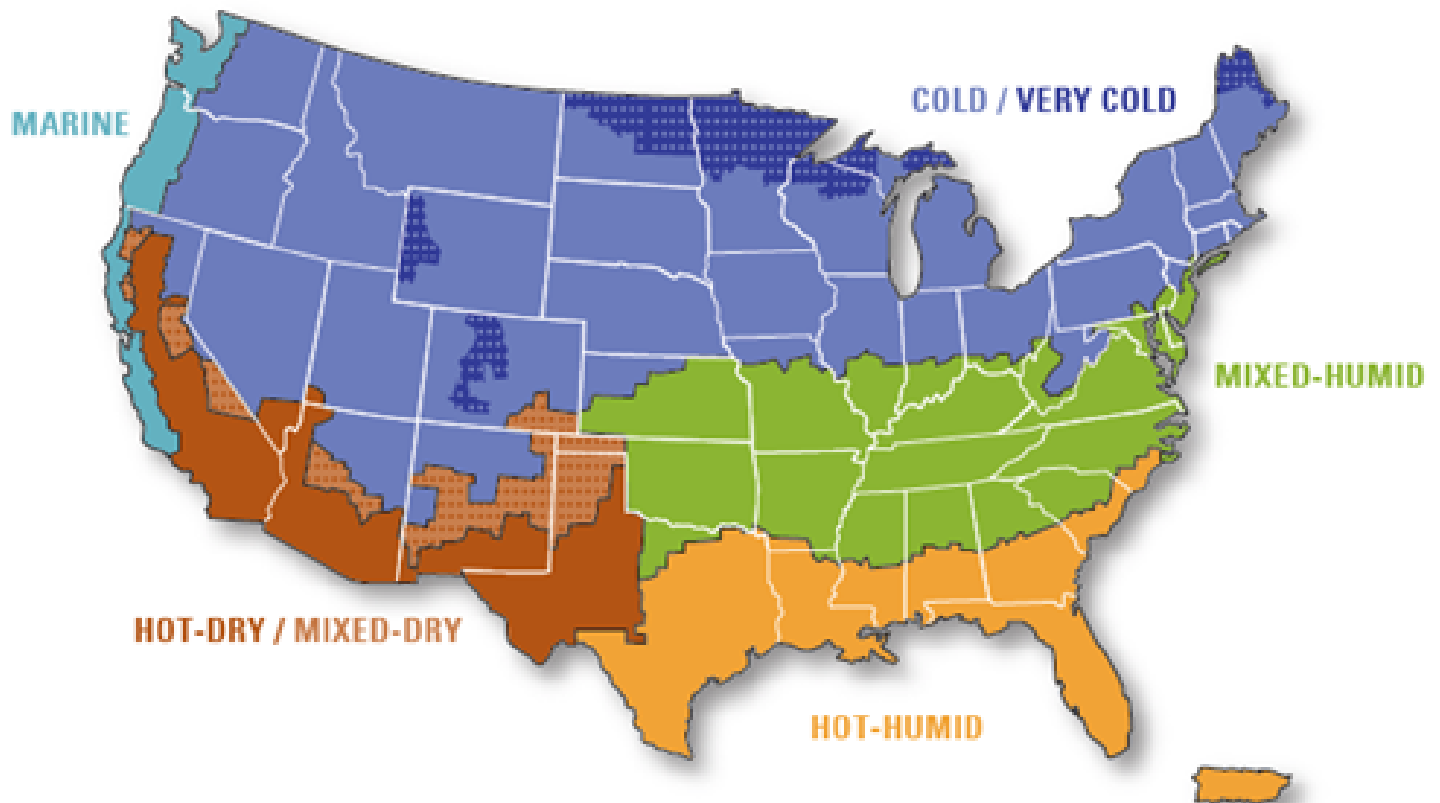 COLD / VERY COLD
MARINE
MIXED-HUMID
HOT-DRY / MIXED-DRY
HOT-HUMID